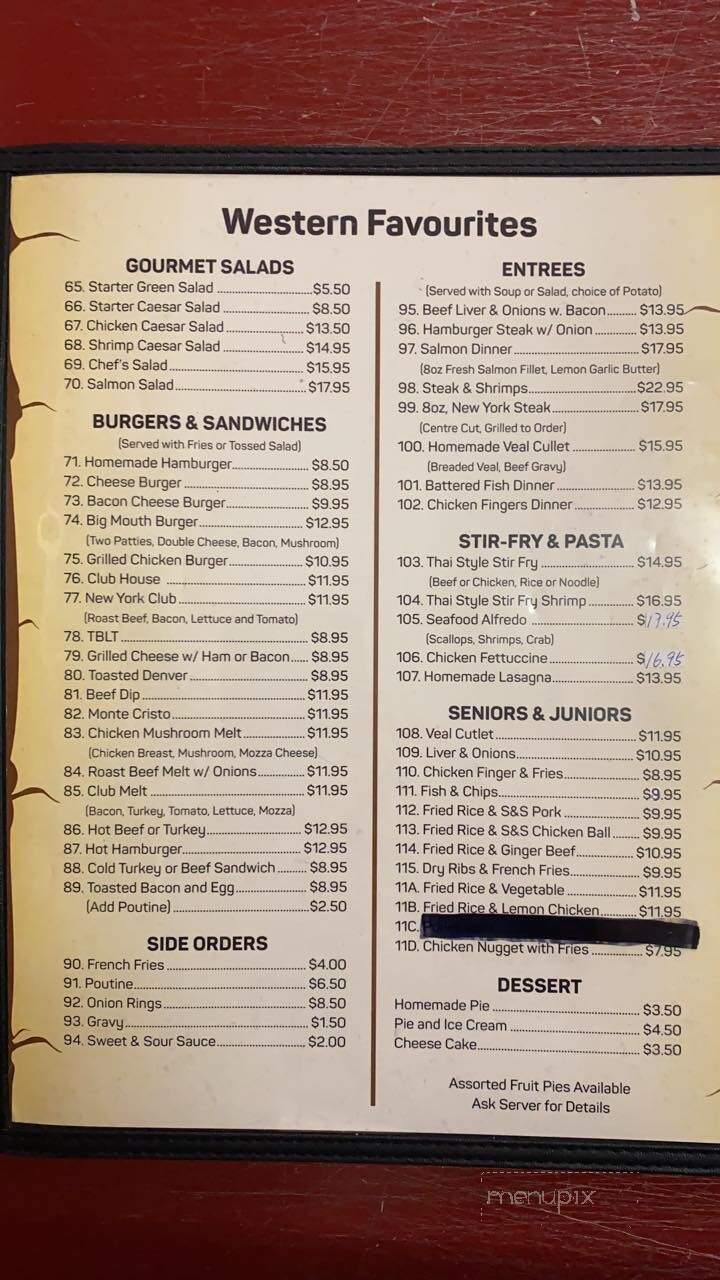 Western Favourites
GOURMET SALADS
65. Starter Green Salad ........................ $5.50
66. Starter Caesar Salad ........................ $8.50
67. Chicken Caesar Salad ........................ $13.50
68. Shrimp Caesar Salad ........................ $14.95
69. Chef's Salad ........................ $15.95
70. Salmon Salad ........................ $17.95
BURGERS & SANDWICHES
(Served with Fries or Tossed Salad)
71. Homemade Hamburger ........................ $8.50
72. Cheese Burger ........................ $8.95
73. Bacon Cheese Burger ........................ $9.95
74. Big Mouth Burger ........................ $12.95
(Two Patties, Double Cheese, Bacon, Mushroom)
75. Grilled Chicken Burger ........................ $10.95
76. Club House ........................ $11.95
77. New York Club ........................ $11.95
(Roast Beef, Bacon, Lettuce and Tomato)
78. TBLT ........................ $8.95
79. Grilled Cheese w/ Ham or Bacon ...... $8.95
80. Toasted Denver ........................ $8.95
81. Beef Dip ........................ $11.95
82. Monte Cristo ........................ $11.95
83. Chicken Mushroom Melt ........................ $11.95
(Chicken Breast, Mushroom, Mozza Cheese)
84. Roast Beef Melt w/ Onions ............ $11.95
85. Club Melt ........................ $11.95
(Bacon, Turkey, Tomato, Lettuce, Mozza)
86. Hot Beef or Turkey ........................ $12.95
87. Hot Hamburger ........................ $12.95
88. Cold Turkey or Beef Sandwich ......... $8.95
89. Toasted Bacon and Egg ........................ $8.95
(Add Poutine) ........................ $2.50
SIDE ORDERS
90. French Fries ........................ $4.00
91. Poutine ........................ $6.50
92. Onion Rings ........................ $8.50
93. Gravy ........................ $1.50
94. Sweet & Sour Sauce ........................ $2.00
ENTREES
(Served with Soup or Salad, choice of Potato)
95. Beef Liver & Onions w. Bacon ......... $13.95
96. Hamburger Steak w/ Onion ............ $13.95
97. Salmon Dinner ........................ $17.95
(8oz Fresh Salmon Fillet, Lemon Garlic Butter)
98. Steak & Shrimps ........................ $22.95
99. 8oz, New York Steak ........................ $17.95
(Centre Cut, Grilled to Order)
100. Homemade Veal Cullet ............... $15.95
(Breaded Veal, Beef Gravy)
101. Battered Fish Dinner ........................ $13.95
102. Chicken Fingers Dinner ............... $12.95
STIR-FRY & PASTA
103. Thai Style Stir Fry ........................ $14.95
(Beef or Chicken, Rice or Noodle)
104. Thai Style Stir Fry Shrimp ............ $16.95
105. Seafood Alfredo ........................ $17.95
(Scallops, Shrimps, Crab)
106. Chicken Fettuccine ........................ $16.95
107. Homemade Lasagna ........................ $13.95
SENIORS & JUNIORS
108. Veal Cutlet ........................ $11.95
109. Liver & Onions ........................ $10.95
110. Chicken Finger & Fries ............... $8.95
111. Fish & Chips ........................ $9.95
112. Fried Rice & S&S Pork ............... $9.95
113. Fried Rice & S&S Chicken Ball ....... $9.95
114. Fried Rice & Ginger Beef ............ $10.95
115. Dry Ribs & French Fries ............... $9.95
11A. Fried Rice & Vegetable ............... $11.95
11B. Fried Rice & Lemon Chicken ......... $11.95
11C.
11D. Chicken Nugget with Fries ............ $7.95
DESSERT
Homemade Pie ........................ $3.50
Pie and Ice Cream ........................ $4.50
Cheese Cake ........................ $3.50
Assorted Fruit Pies Available
Ask Server for Details
menupix